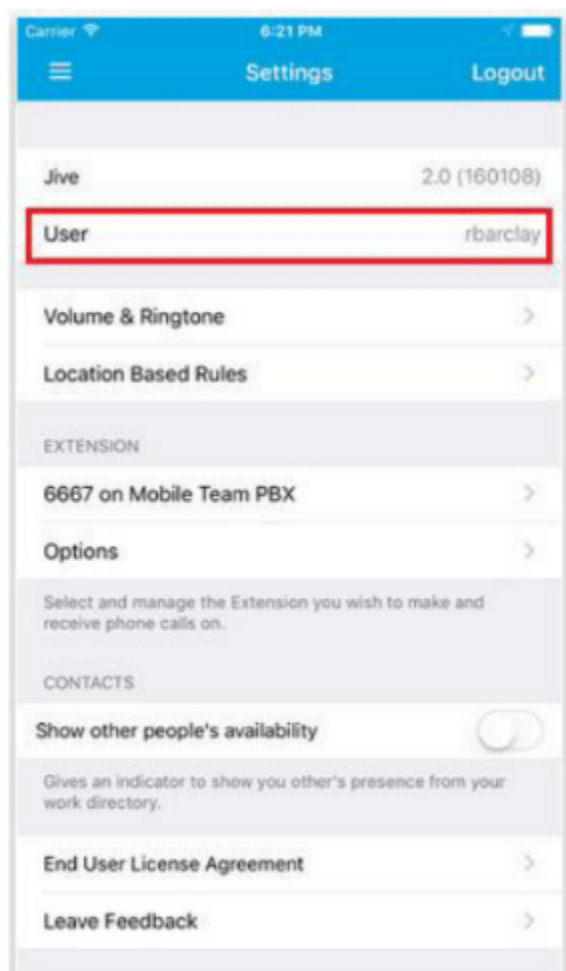 Carrier 6:21 PM
Settings Logout
Jive 2.0 (160108)
User rbarclay
Volume & Ringtone
Location Based Rules
EXTENSION
6667 on Mobile Team PBX
Options
Select and manage the Extension you wish to make and
receive phone calls on.
CONTACTS
Show other people's availability
Gives an indicator to show you other's presence from your
work directory.
End User License Agreement
Leave Feedback